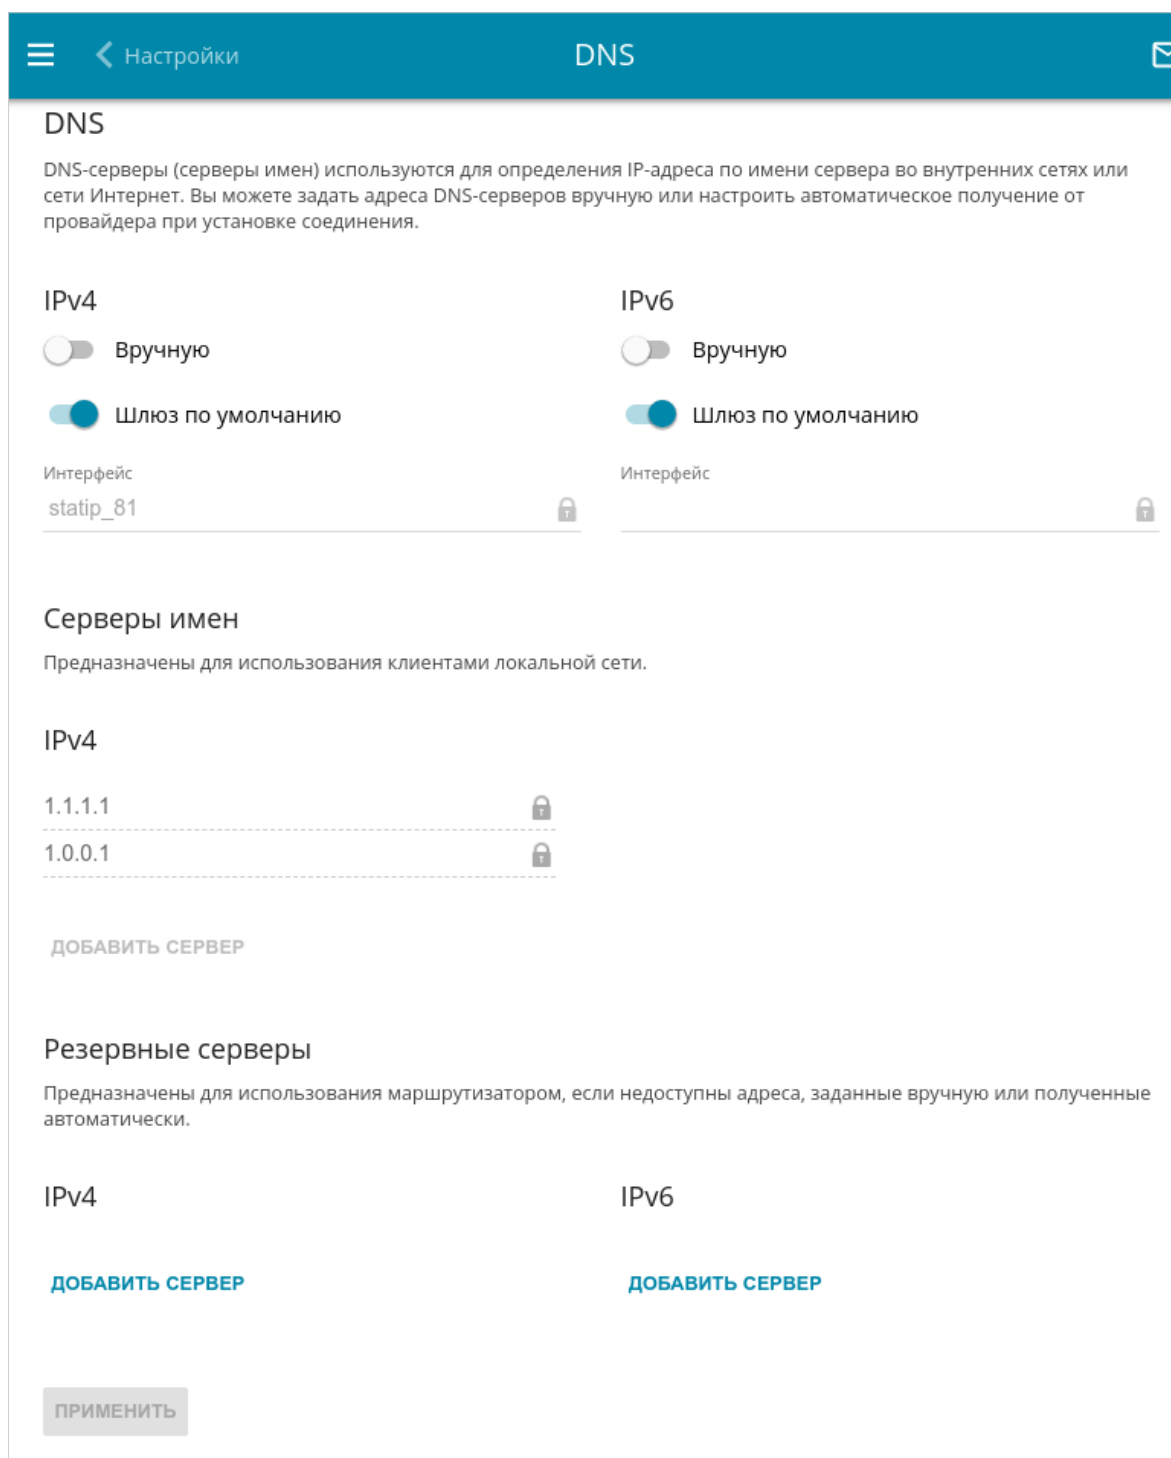 Настройки
DNS
DNS
DNS-серверы (серверы имен) используются для определения IP-адреса по имени сервера во внутренних сетях или
сети Интернет. Вы можете задать адреса DNS-серверов вручную или настроить автоматическое получение от
провайдера при установке соединения.
IPv4
IPv6
Вручную
Вручную
Шлюз по умолчанию
Шлюз по умолчанию
Интерфейс
Интерфейс
statip_81
Серверы имен
Предназначены для использования клиентами локальной сети.
IPv4
1.1.1.1
1.0.0.1
ДОБАВИТЬ СЕРВЕР
Резервные серверы
Предназначены для использования маршрутизатором, если недоступны адреса, заданные вручную или полученные
автоматически.
IPv4
IPv6
ДОБАВИТЬ СЕРВЕР
ДОБАВИТЬ СЕРВЕР
ПРИМЕНИТЬ